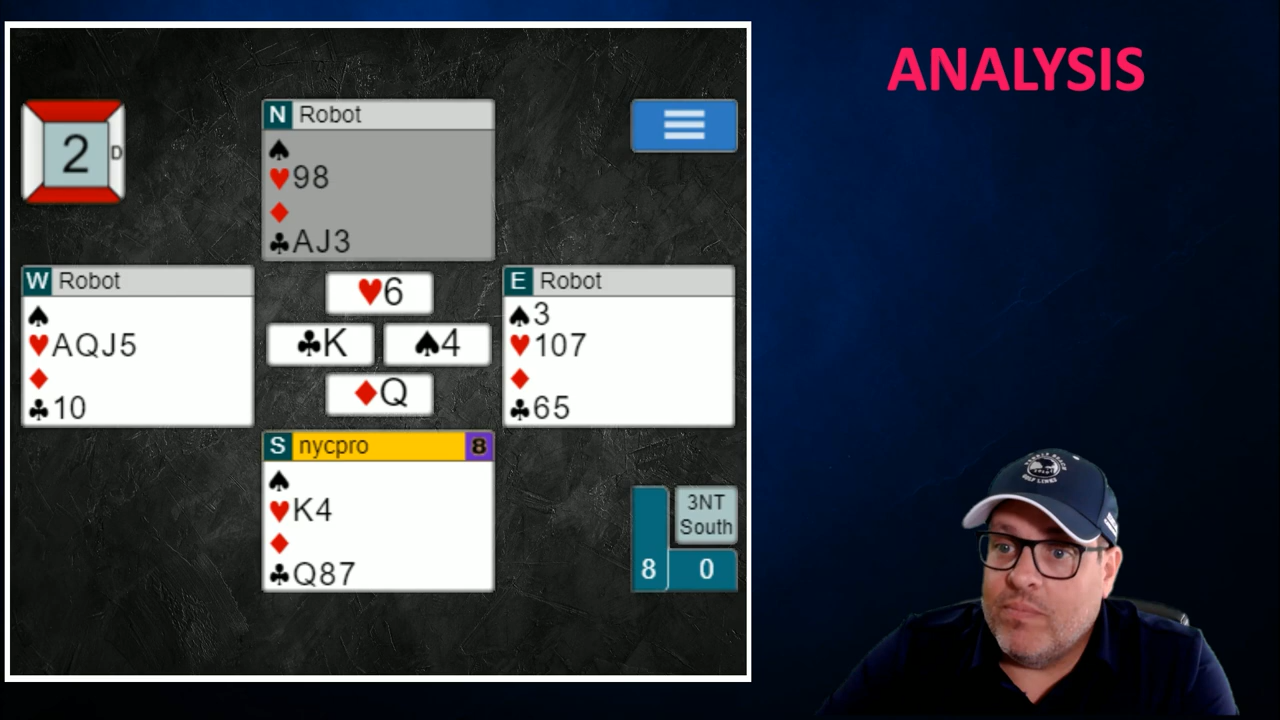 ANALYSIS
2 D
N Robot
♠
♥98
♦
♣AJ3
W Robot
♠
♥AQJ5
♦
♣10
♥6
♣K ♠4
♦Q
E Robot
♠3
♥107
♦
♣65
S nycpro 8
♠
♥K4
♦
♣Q87
3NT
South
8 0